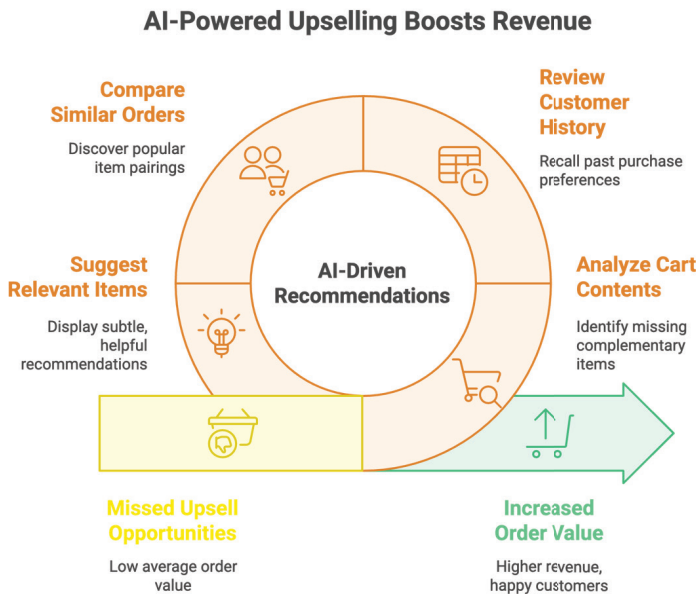 AI-Powered Upselling Boosts Revenue
Compare
Similar Orders
Discover popular
item pairings
Review
Customer
History
Recall past purchase
preferences
Suggest
Relevant Items
Display subtle,
helpful
recommendations
AI-Driven
Recommendations
Analyze Cart
Contents
Identify missing
complementary
items
Missed Upsell
Opportunities
Low average order
value
Increased
Order Value
Higher revenue,
happy customers